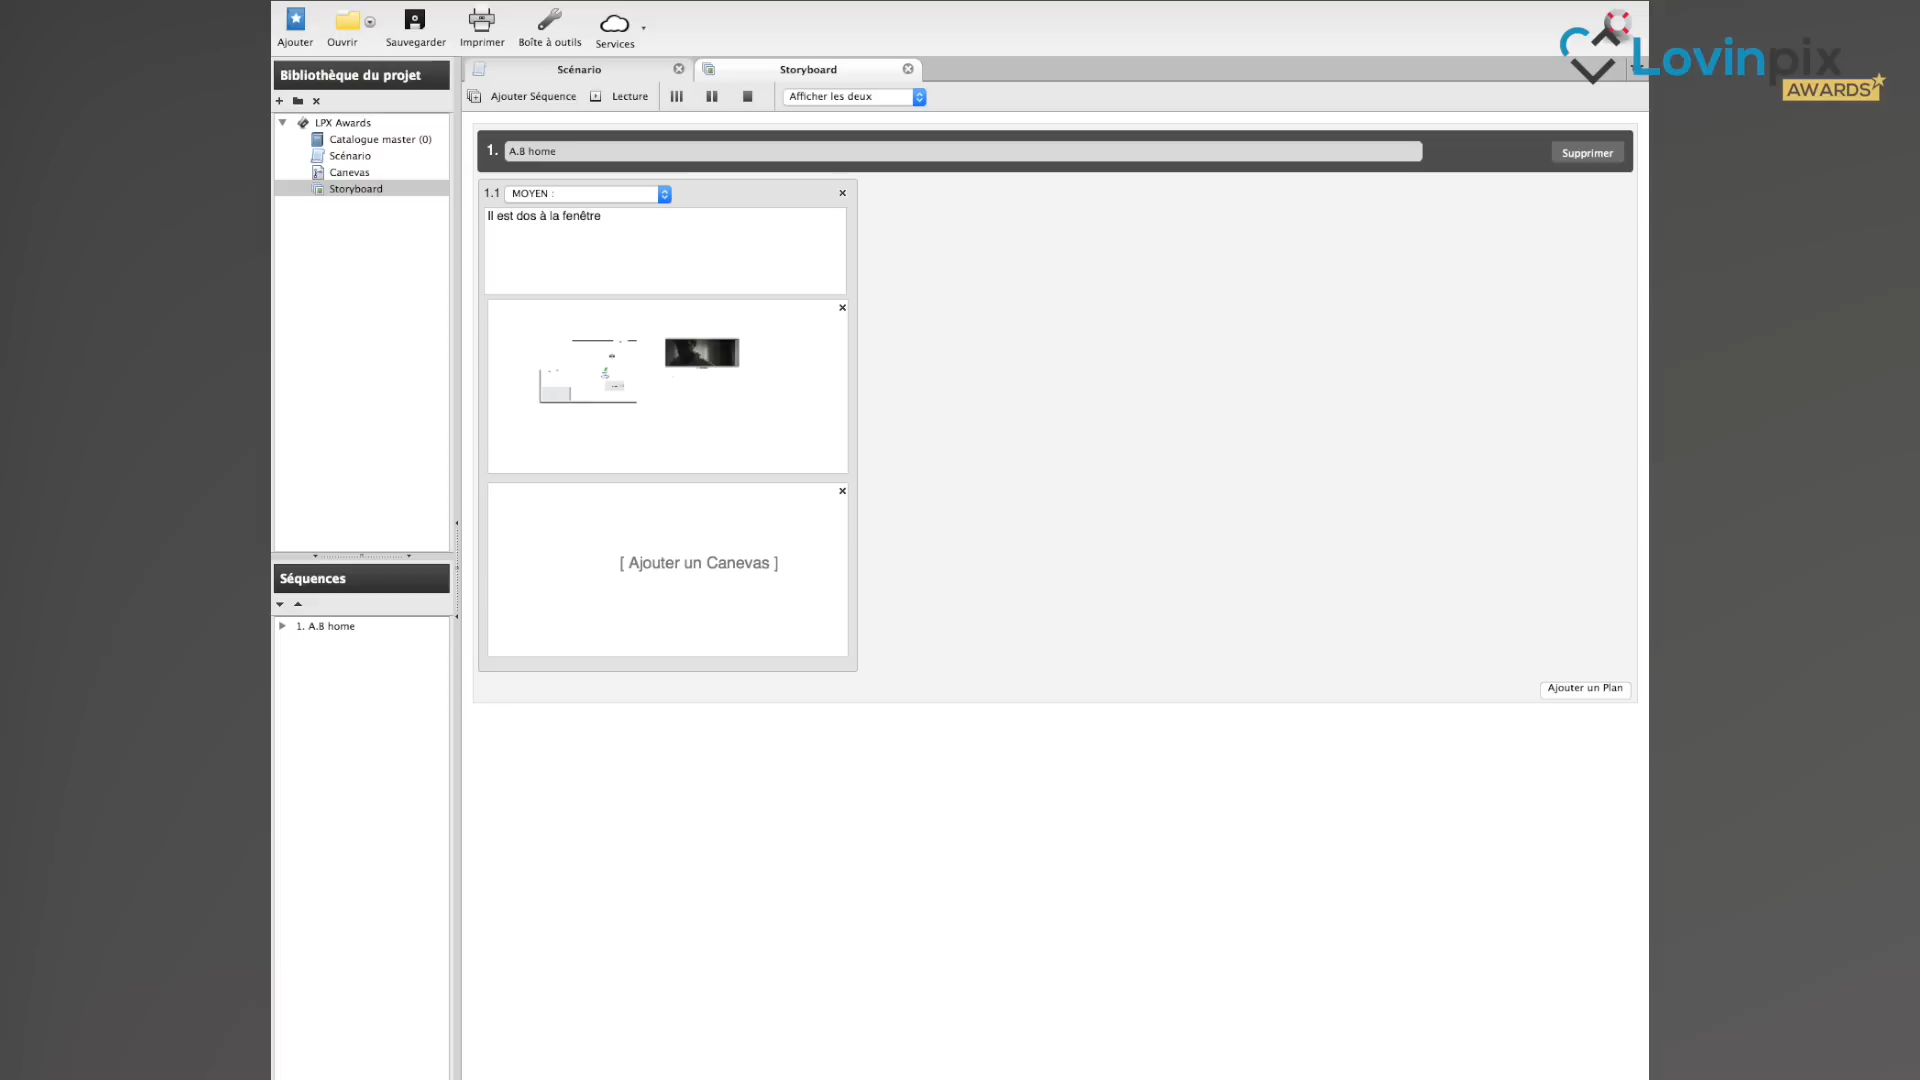 Ajouter
Ouvrir
Sauvegarder
Imprimer
Boîte à outils
Services
Lovinpix
AWARDS
Bibliothèque du projet
LPX Awards
Catalogue master (0)
Scénario
Canevas
Storyboard
Séquences
1. A.B home
Scénario
Storyboard
Ajouter Séquence
Lecture
Afficher les deux
1. A.B home
Supprimer
1.1 MOYEN :
Il est dos à la fenêtre
[ Ajouter un Canevas ]
Ajouter un Plan